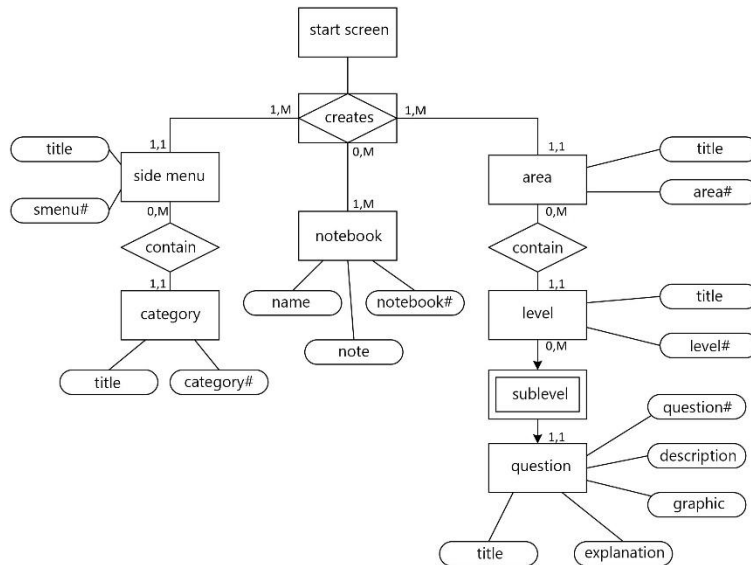 start screen
1,M
creates
1,M
0,M
title
1,1
side menu
smenu#
0,M
contain
1,1
category
title
category#
1,M
notebook
name
notebook#
note
1,1
area
title
area#
0,M
contain
1,1
level
title
level#
0,M
sublevel
1,1
question
question#
description
graphic
title
explanation